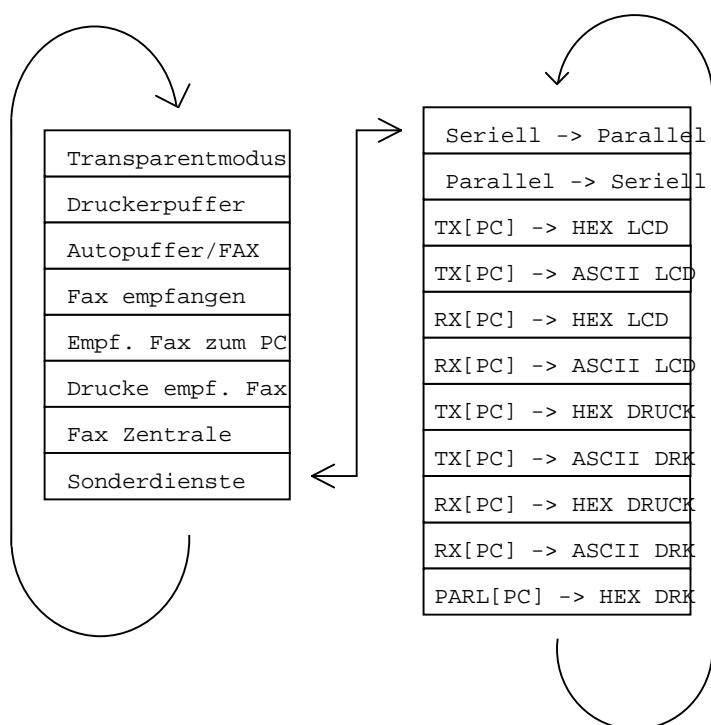 Transparentmodus
Druckerpuffer
Autopuffer/FAX
Fax empfangen
Empf. Fax zum PC
Drucke empf. Fax
Fax Zentrale
Sonderdienste
Seriell -> Parallel
Parallel -> Seriell
TX[PC] -> HEX LCD
TX[PC] -> ASCII LCD
RX[PC] -> HEX LCD
RX[PC] -> ASCII LCD
TX[PC] -> HEX DRUCK
TX[PC] -> ASCII DRK
RX[PC] -> HEX DRUCK
RX[PC] -> ASCII DRK
PARL[PC] -> HEX DRK